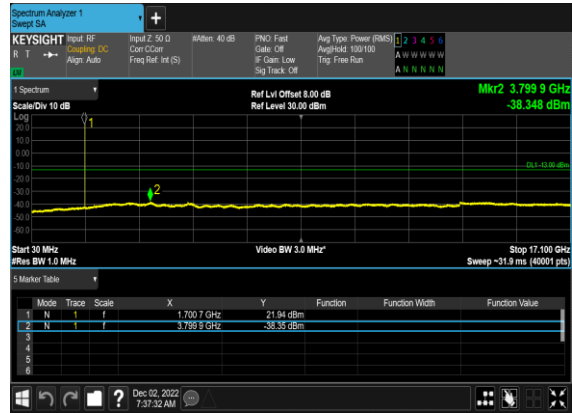 Spectrum Analyzer 1
Swept SA
+
KEYSIGHT Input: RF Input Z: 50 Ω #Atten: 40 dB PNO: Fast Avg Type: Power (RMS) 1 2 3 4 5 6
R T Coupling: DC Corr CCorr Gate: Off Avg|Hold: 100/100 A W W W W W
Align: Auto Freq Ref: Int (S) IF Gain: Low Trig: Free Run
Sig Track: Off A N N N N N
1 Spectrum Ref Lvl Offset 8.00 dB Mkr2 3.799 9 GHz
Scale/Div 10 dB Ref Level 30.00 dBm -38.348 dBm
Log
20.0
10.0
0.00
-10.0
-20.0
-30.0
-40.0
-50.0
-60.0
1
2
DL1 -13.00 dBm
Start 30 MHz Video BW 3.0 MHz* Stop 17.100 GHz
#Res BW 1.0 MHz Sweep ~31.9 ms (40001 pts)
5 Marker Table
Mode Trace Scale X Y Function Function Width Function Value
1 N 1 f 1.700 7 GHz 21.94 dBm
2 N 1 f 3.799 9 GHz -38.35 dBm
3
4
5
6
? Dec 02, 2022
7:37:32 AM